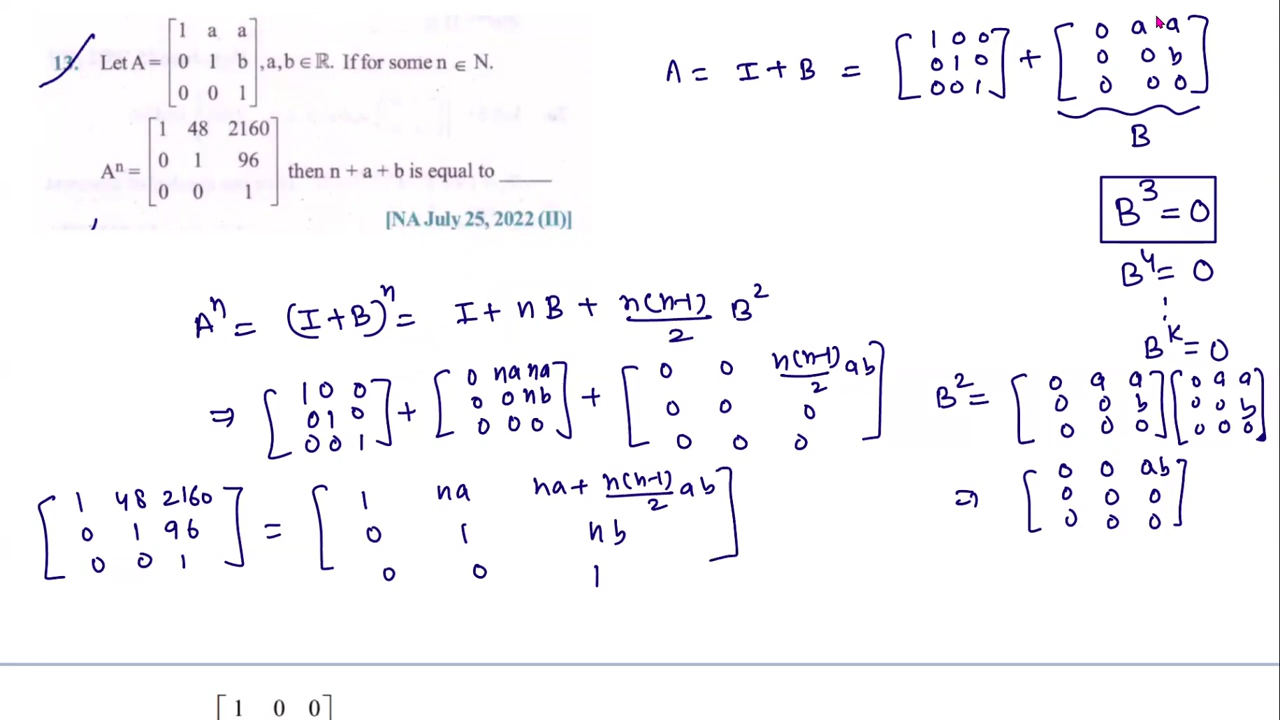 13. Let A = [1 a a
0 1 b
0 0 1], a,b ∈ ℝ. If for some n ∈ N.
Aⁿ = [1 48 2160
0 1 96
0 0 1] then n + a + b is equal to _____
[NA July 25, 2022 (II)]
A = I + B = [1 0 0
0 1 0
0 0 1] + [0 a a
0 0 b
0 0 0]
B
B³ = 0
B⁴ = 0
⋮
Bᴷ = 0
Aⁿ = (I+B)ⁿ = I + nB + n(n-1)/2 B²
⇒ [1 0 0
0 1 0
0 0 1] + [0 na na
0 0 nb
0 0 0] + [0 0 n(n-1)/2 ab
0 0 0
0 0 0]
B² = [0 a a
0 0 b
0 0 0] [0 a a
0 0 b
0 0 0]
⇒ [0 0 ab
0 0 0
0 0 0]
[1 48 2160
0 1 96
0 0 1] = [1 na na + n(n-1)/2 ab
0 1 nb
0 0 1]
[1 0 0]